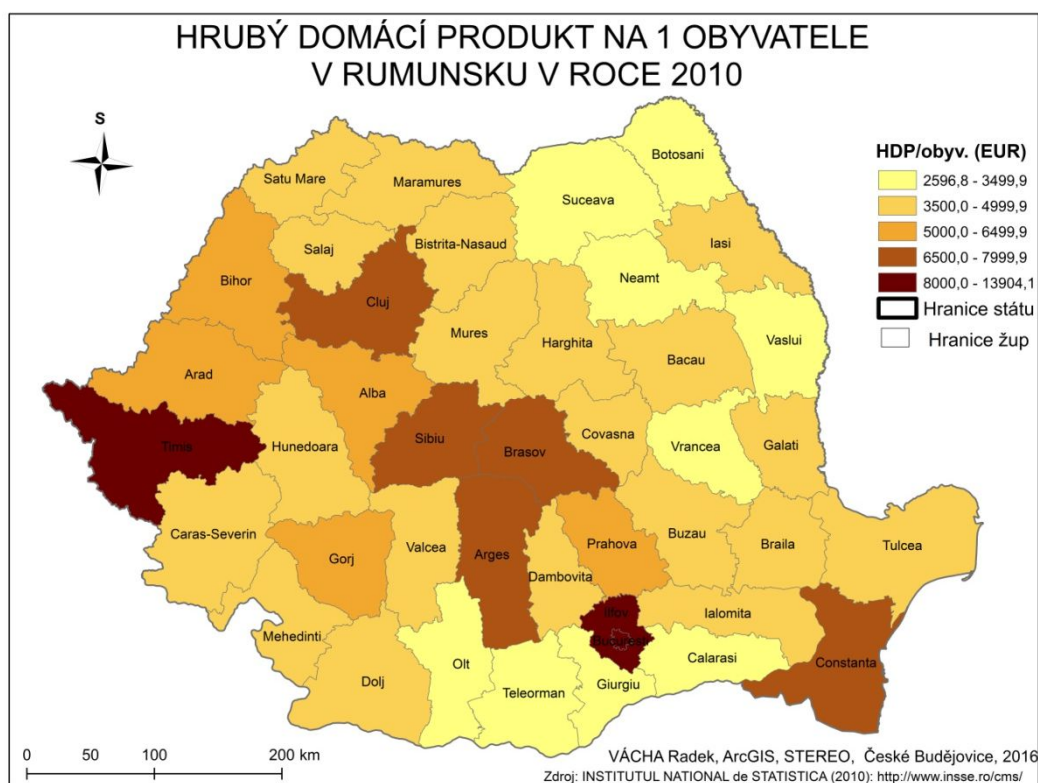 HRUBÝ DOMÁCÍ PRODUKT NA 1 OBYVATELE
V RUMUNSKU V ROCE 2010
S
HDP/obyv. (EUR)
2596,8 - 3499,9
3500,0 - 4999,9
5000,0 - 6499,9
6500,0 - 7999,9
8000,0 - 13904,1
Hranice státu
Hranice žup
Botosani
Satu Mare
Maramures
Suceava
Salaj
Bistrita-Nasaud
Iasi
Bihor
Neamt
Cluj
Mures
Harghita
Bacau
Vaslui
Arad
Alba
Timis
Hunedoara
Sibiu
Brasov
Covasna
Vrancea
Galati
Caras-Severin
Gorj
Valcea
Arges
Dambovita
Prahova
Buzau
Braila
Tulcea
Ilfov
Bucuresti
Ialomita
Mehedinti
Dolj
Olt
Teleorman
Giurgiu
Calarasi
Constanta
0 50 100 200 km
VÁCHA Radek, ArcGIS, STEREO, České Budějovice, 2016
Zdroj: INSTITUTUL NATIONAL de STATISTICA (2010): http://www.insse.ro/cms/